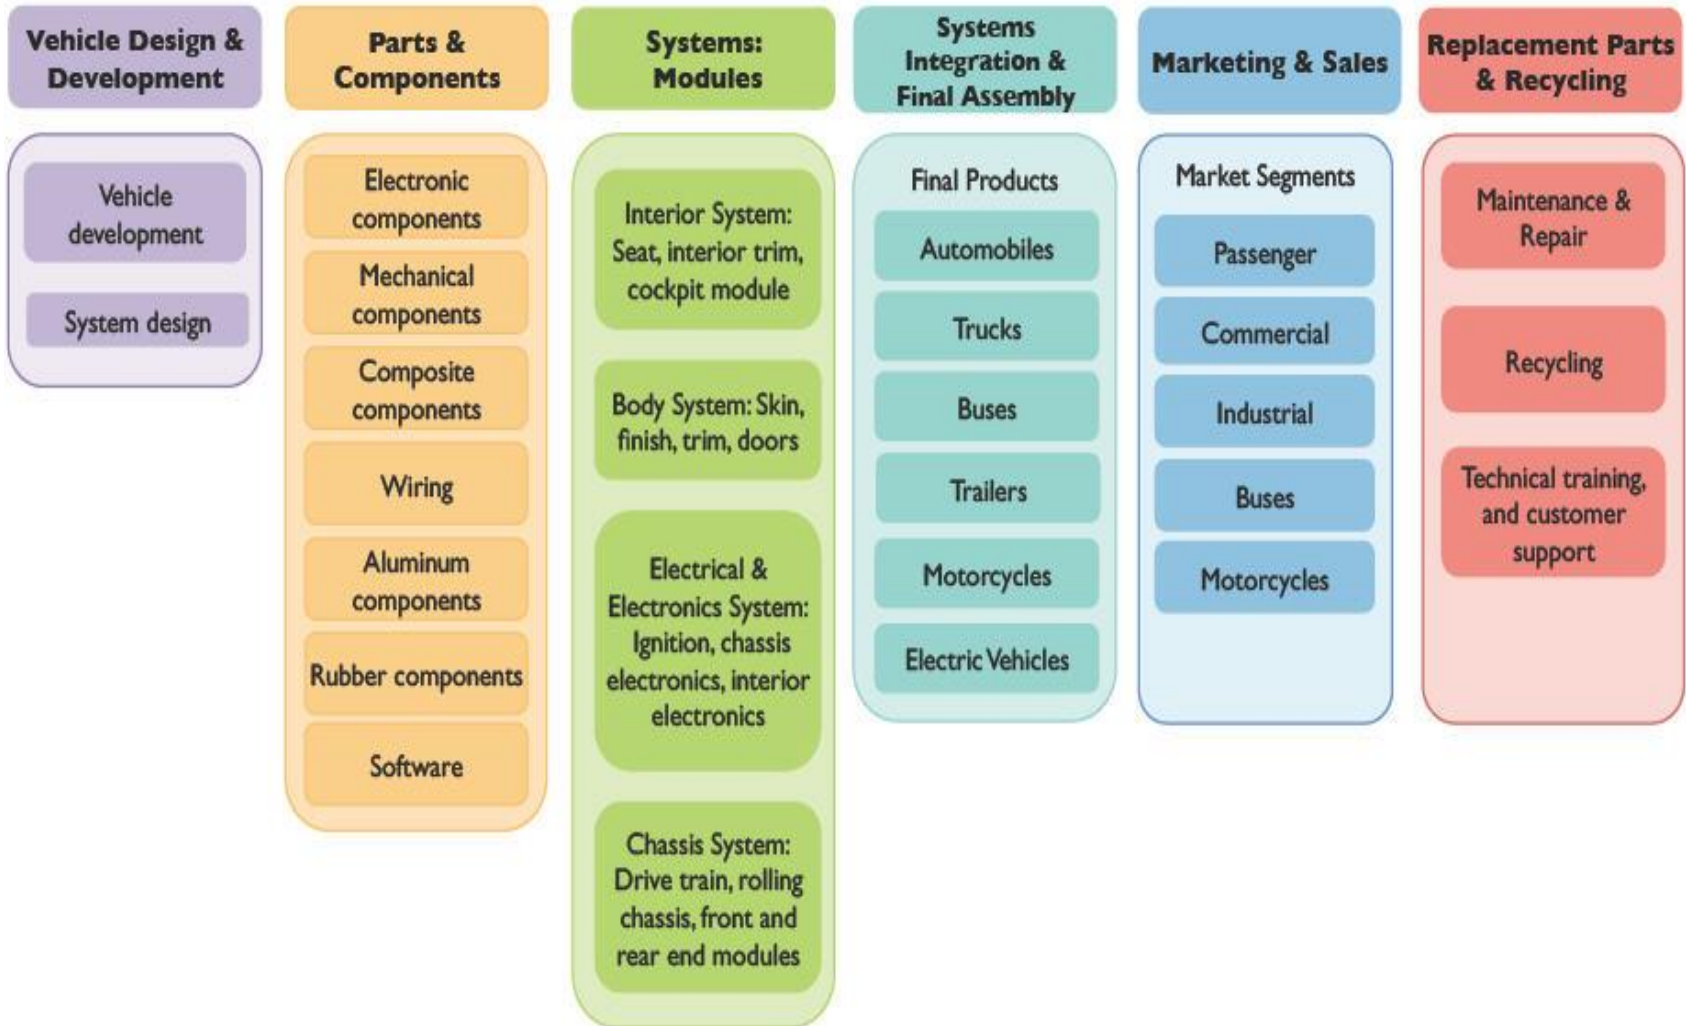 Vehicle Design &
Development
Parts &
Components
Systems:
Modules
Systems
Integration &
Final Assembly
Marketing & Sales
Replacement Parts
& Recycling
Vehicle
development
System design
Electronic
components
Mechanical
components
Composite
components
Wiring
Aluminum
components
Rubber components
Software
Interior System:
Seat, interior trim,
cockpit module
Body System: Skin,
finish, trim, doors
Electrical &
Electronics System:
Ignition, chassis
electronics, interior
electronics
Chassis System:
Drive train, rolling
chassis, front and
rear end modules
Final Products
Automobiles
Trucks
Buses
Trailers
Motorcycles
Electric Vehicles
Market Segments
Passenger
Commercial
Industrial
Buses
Motorcycles
Maintenance &
Repair
Recycling
Technical training,
and customer
support